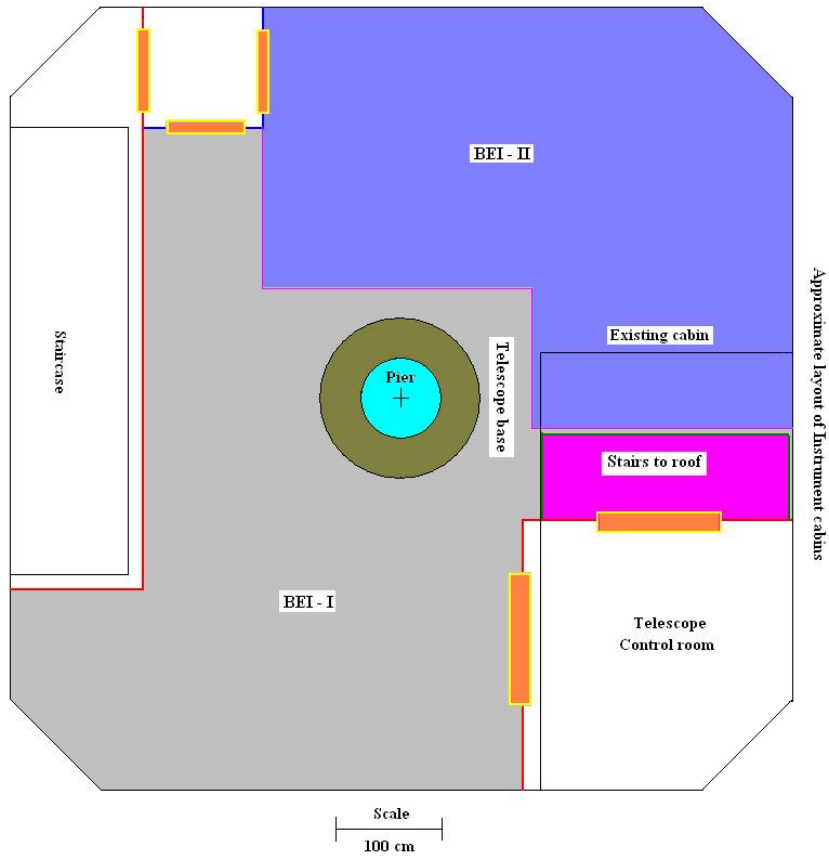 BEI - II
Existing cabin
Staircase
Pier
Telescope base
Stairs to roof
BEI - I
Telescope
Control room
Approximate layout of Instrument cabins
Scale
100 cm